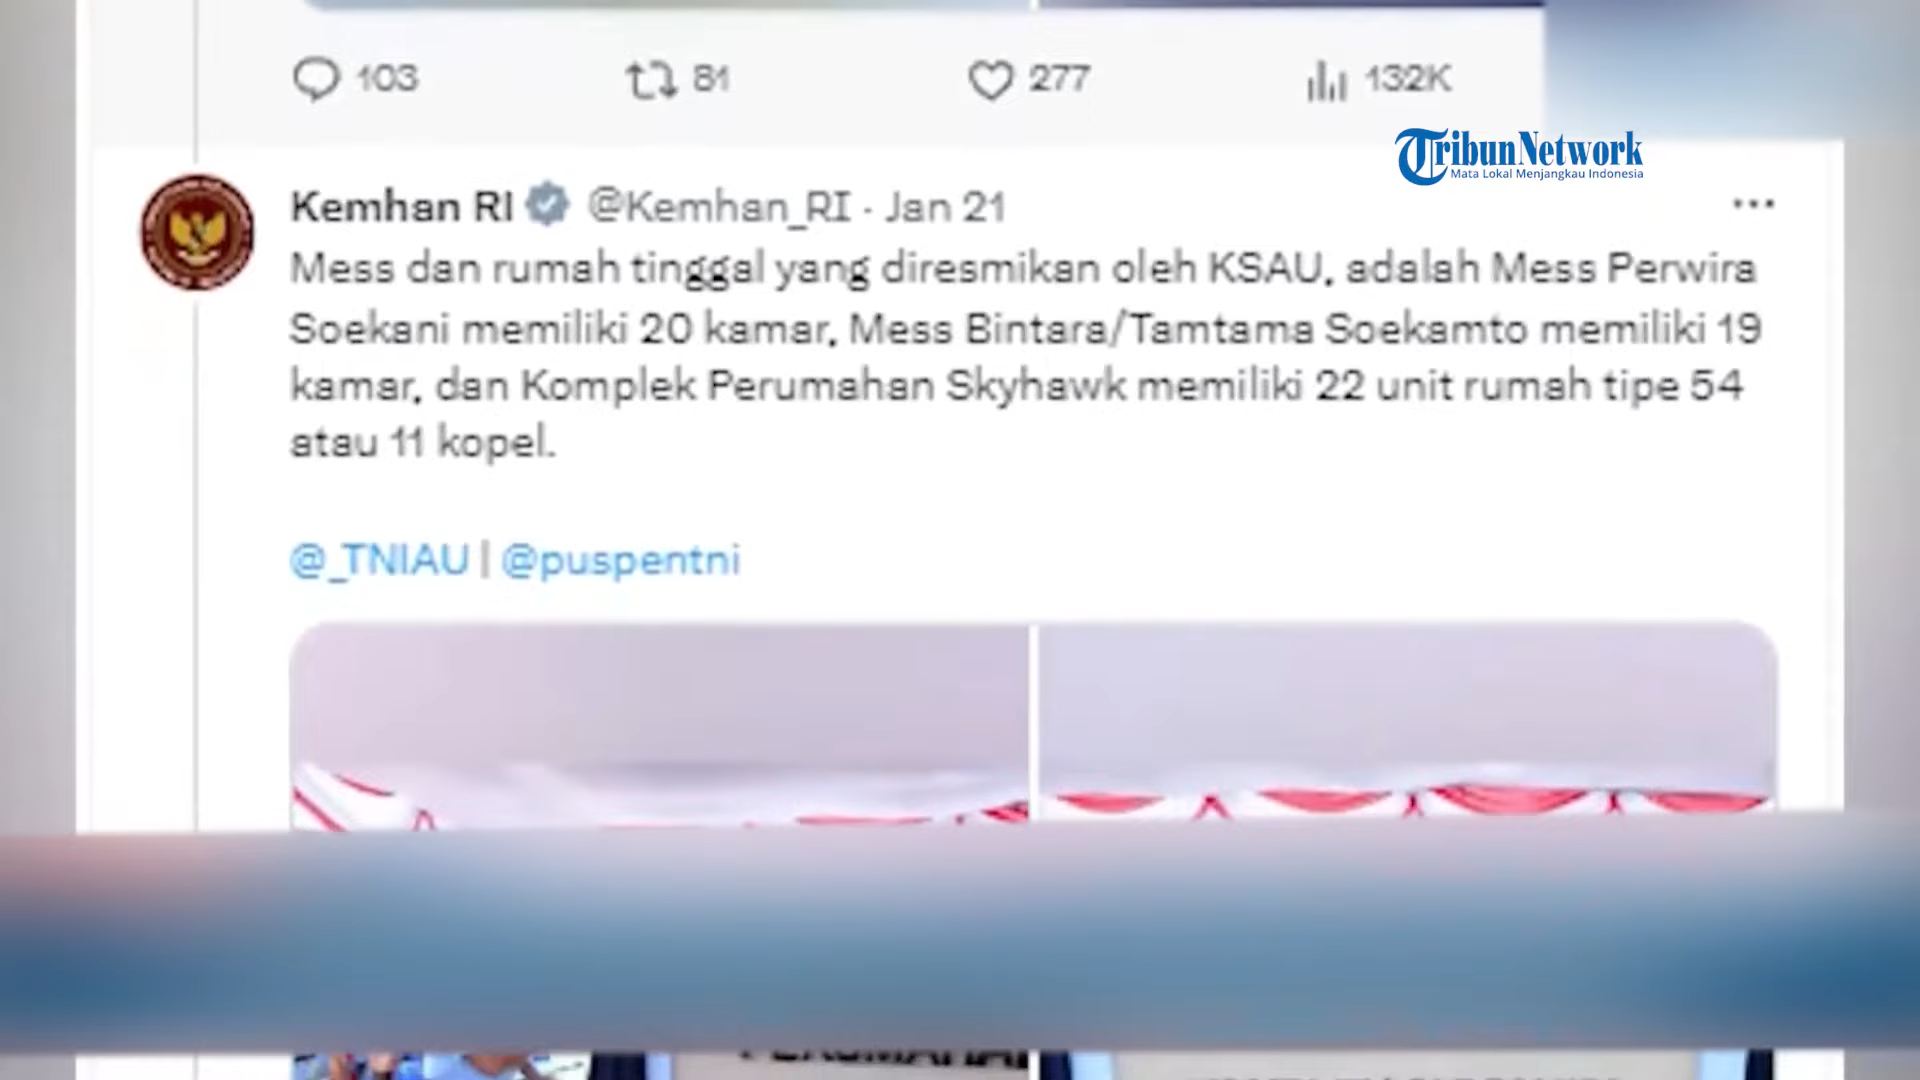 103 81 277 132K
TribunNetwork
Mata Lokal Menjangkau Indonesia
Kemhan RI @Kemhan_RI · Jan 21
Mess dan rumah tinggal yang diresmikan oleh KSAU, adalah Mess Perwira
Soekani memiliki 20 kamar, Mess Bintara/Tamtama Soekamto memiliki 19
kamar, dan Komplek Perumahan Skyhawk memiliki 22 unit rumah tipe 54
atau 11 kopel.
@_TNIAU | @puspentni